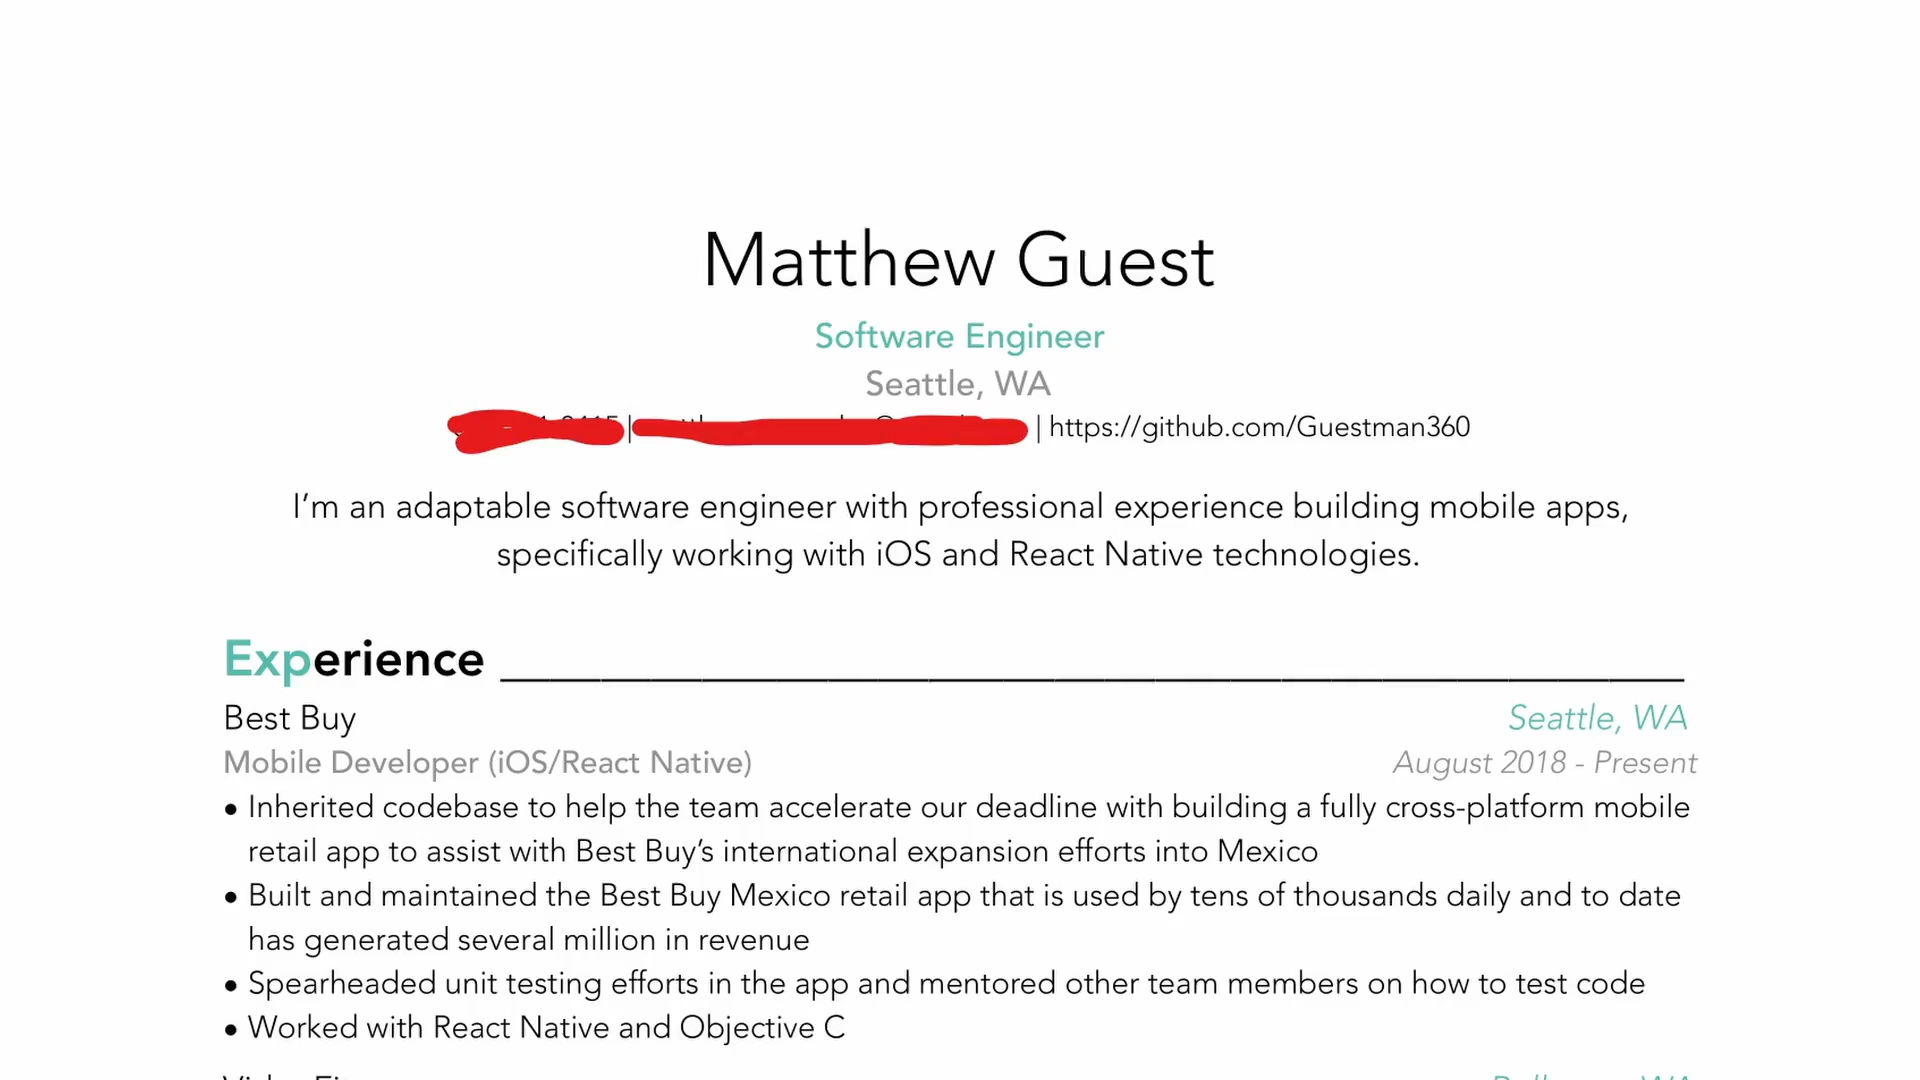 Matthew Guest
Software Engineer
Seattle, WA
| | https://github.com/Guestman360
I’m an adaptable software engineer with professional experience building mobile apps,
specifically working with iOS and React Native technologies.
Experience
Best Buy Seattle, WA
Mobile Developer (iOS/React Native) August 2018 - Present
• Inherited codebase to help the team accelerate our deadline with building a fully cross-platform mobile
retail app to assist with Best Buy’s international expansion efforts into Mexico
• Built and maintained the Best Buy Mexico retail app that is used by tens of thousands daily and to date
has generated several million in revenue
• Spearheaded unit testing efforts in the app and mentored other team members on how to test code
• Worked with React Native and Objective C